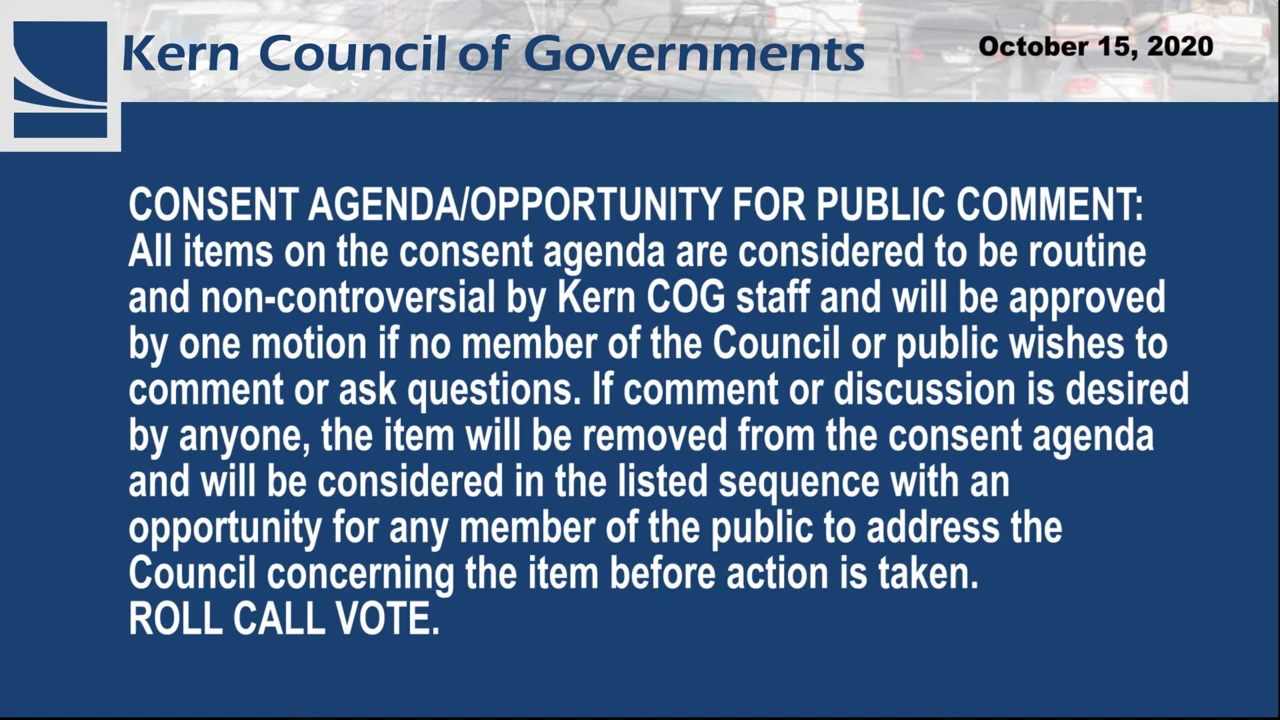 Kern Council of Governments
October 15, 2020
CONSENT AGENDA/OPPORTUNITY FOR PUBLIC COMMENT:
All items on the consent agenda are considered to be routine
and non-controversial by Kern COG staff and will be approved
by one motion if no member of the Council or public wishes to
comment or ask questions. If comment or discussion is desired
by anyone, the item will be removed from the consent agenda
and will be considered in the listed sequence with an
opportunity for any member of the public to address the
Council concerning the item before action is taken.
ROLL CALL VOTE.